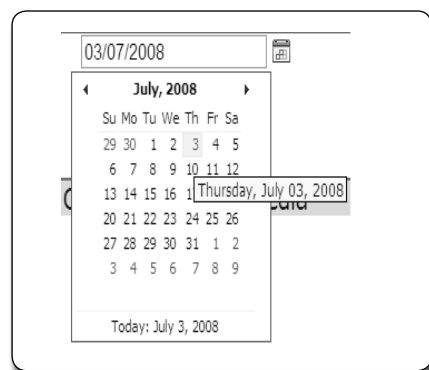 03/07/2008
July, 2008
Su Mo Tu We Th Fr Sa
29 30 1 2 3 4 5
6 7 8 9 10 11 12
13 14 15 16 1
Thursday, July 03, 2008
20 21 22 23 24 25 26
27 28 29 30 31 1 2
3 4 5 6 7 8 9
Today: July 3, 2008